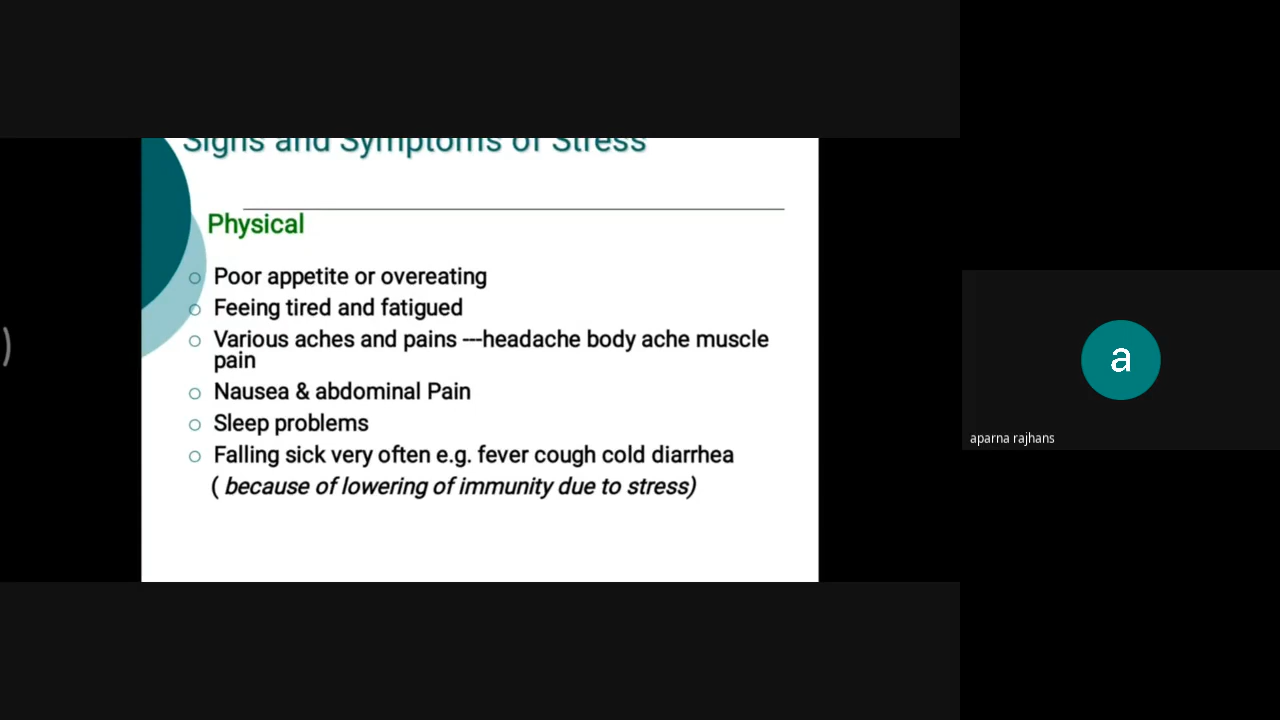 Signs and Symptoms of Stress
Physical
Poor appetite or overeating
Feeing tired and fatigued
Various aches and pains ---headache body ache muscle
pain
Nausea & abdominal Pain
Sleep problems
Falling sick very often e.g. fever cough cold diarrhea
( because of lowering of immunity due to stress)
a
aparna rajhans